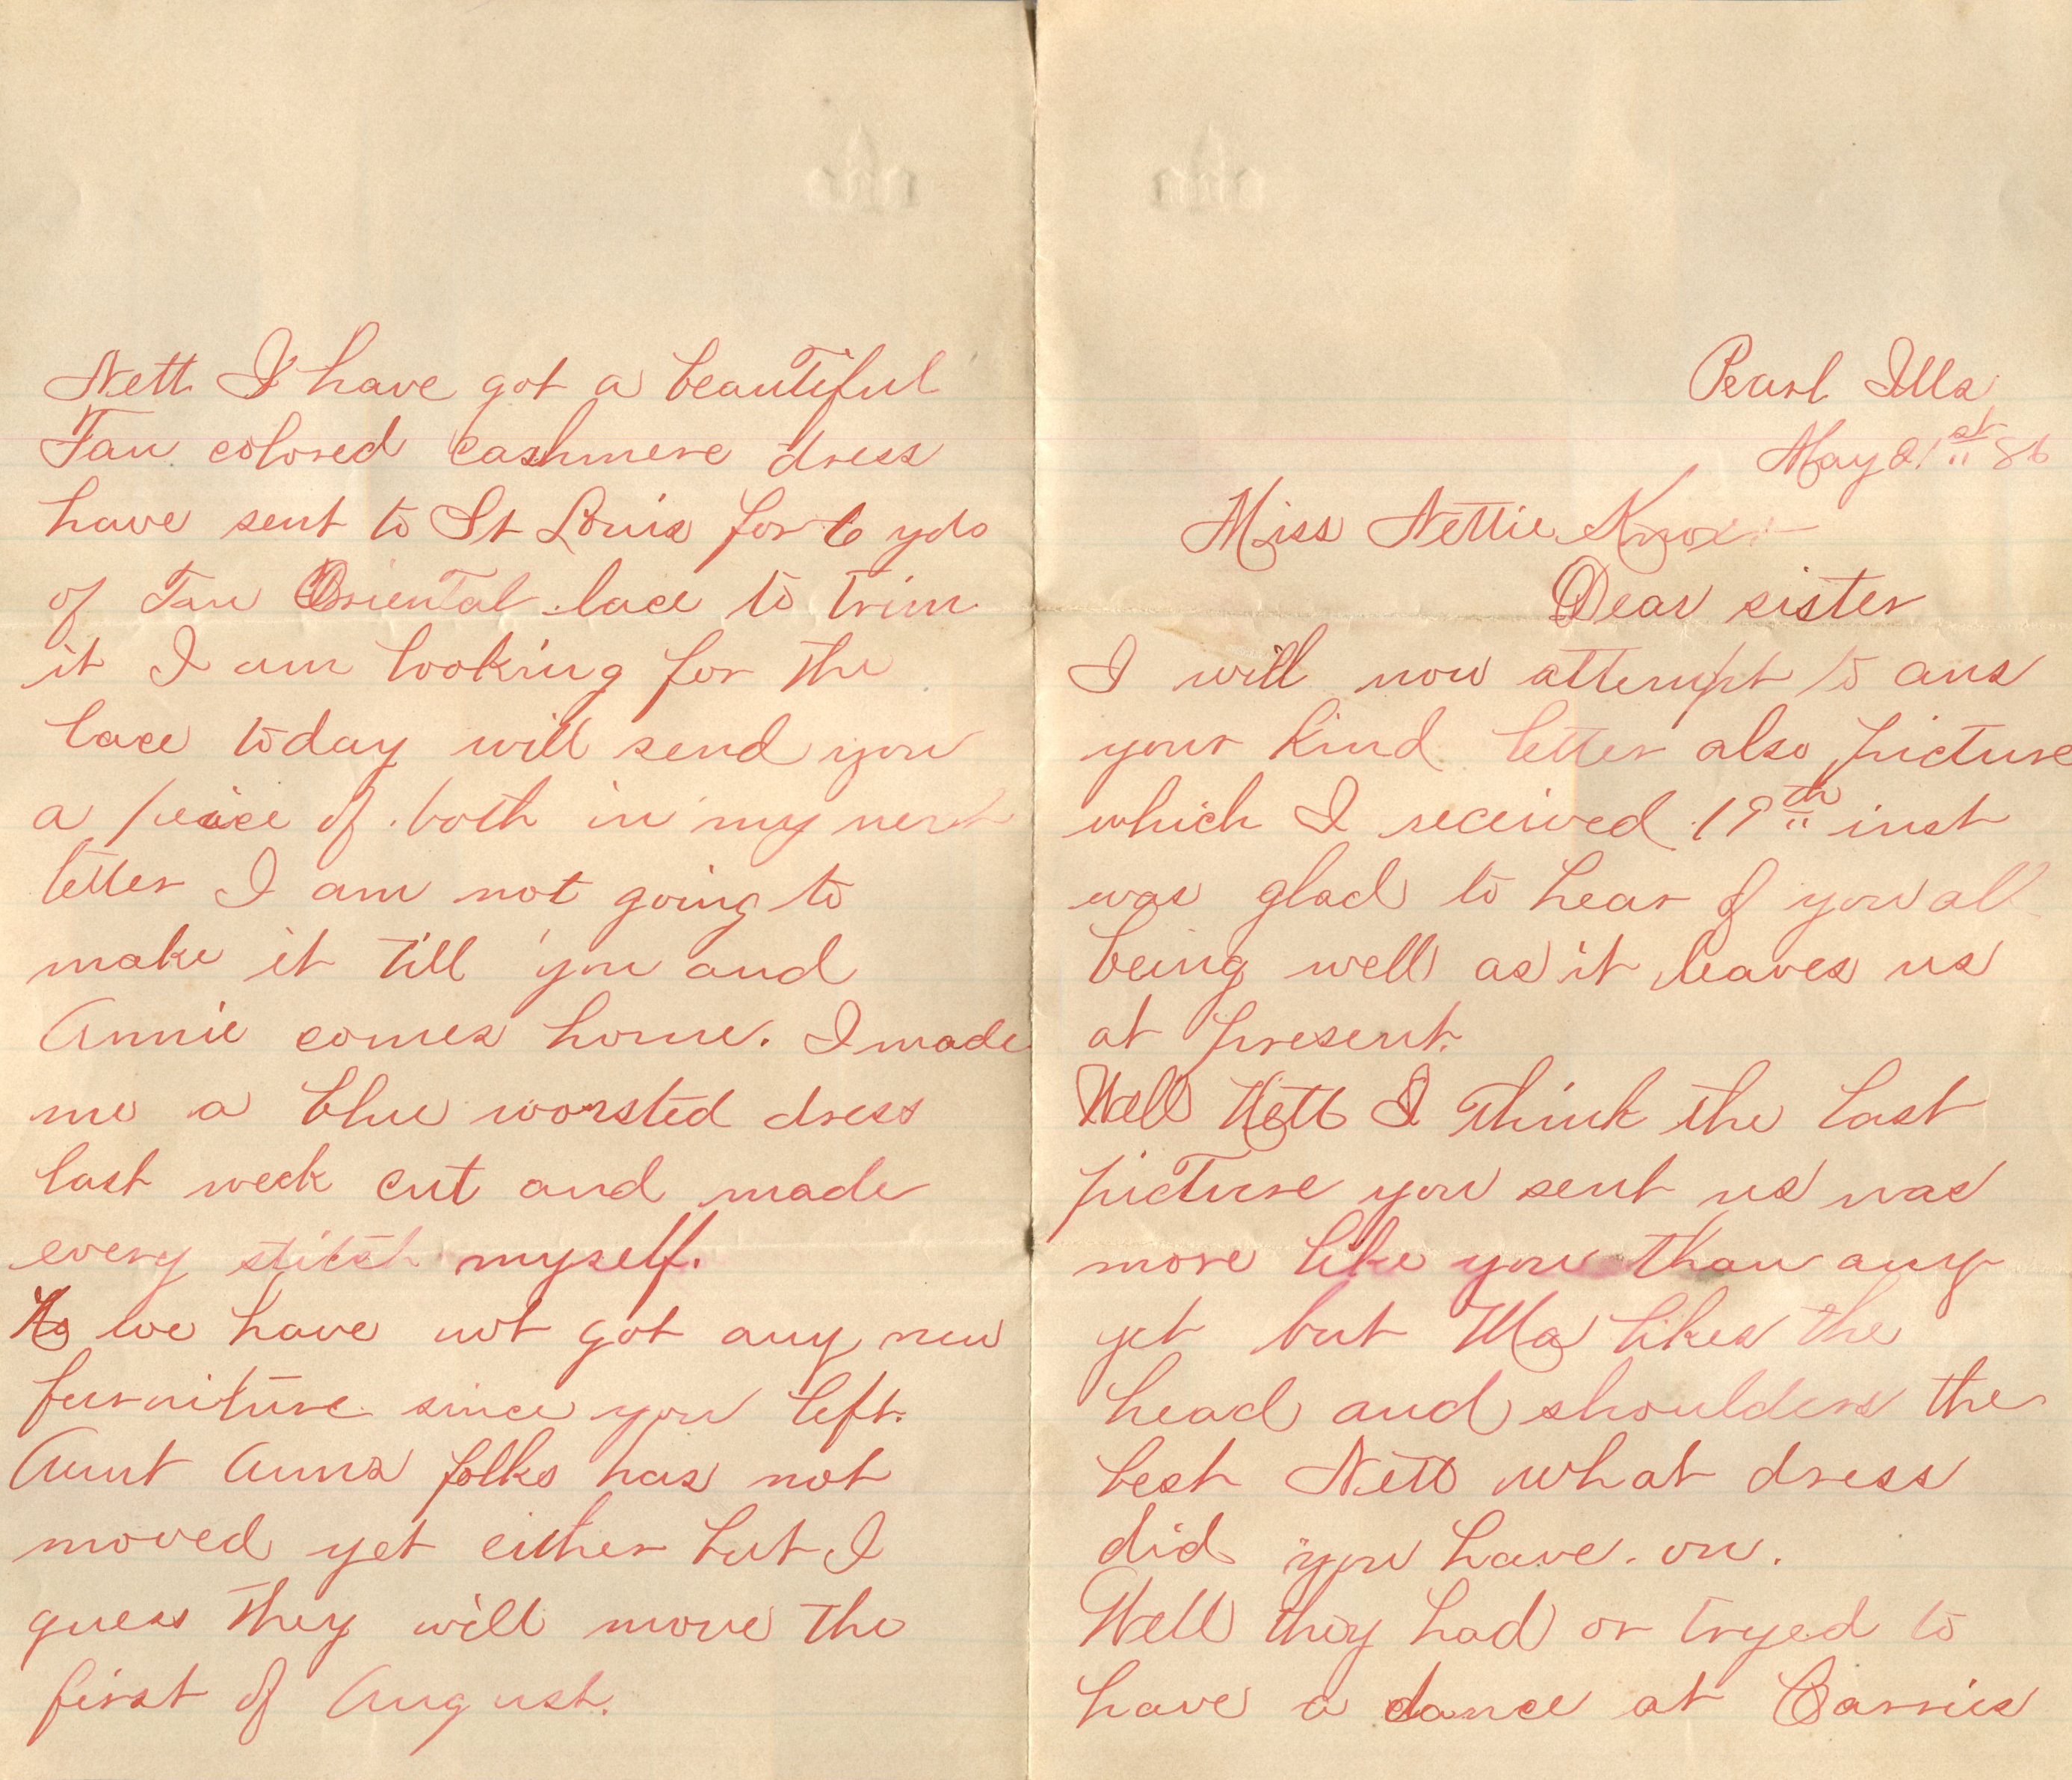 Pearl Ills
May 21st 86
Miss Nettie Knox
Dear sister
I will now attempt to ans
your kind letter also picture
which I received 19th inst
was glad to hear of you all
being well as it leaves us
at present.
Well Nett I think the last
picture you sent us was
more like you than any
yet but Ma likes the
head and shoulders the
best Nett what dress
did you have on.
Well they had or tryed to
have a dance at Carries
Nett I have got a beautiful
Tan colored cashmere dress
have sent to St Louis for 6 yds
of Tan Oriental lace to trim
it I am looking for the
lace today will send you
a peice of both in my next
letter I am not going to
make it till you and
Annie comes home. I made
me a blue worsted dress
last week cut and made
every stitch myself.
No we have not got any new
furniture since you left.
Aunt Anna folks has not
moved yet either but I
guess they will move the
first of August.